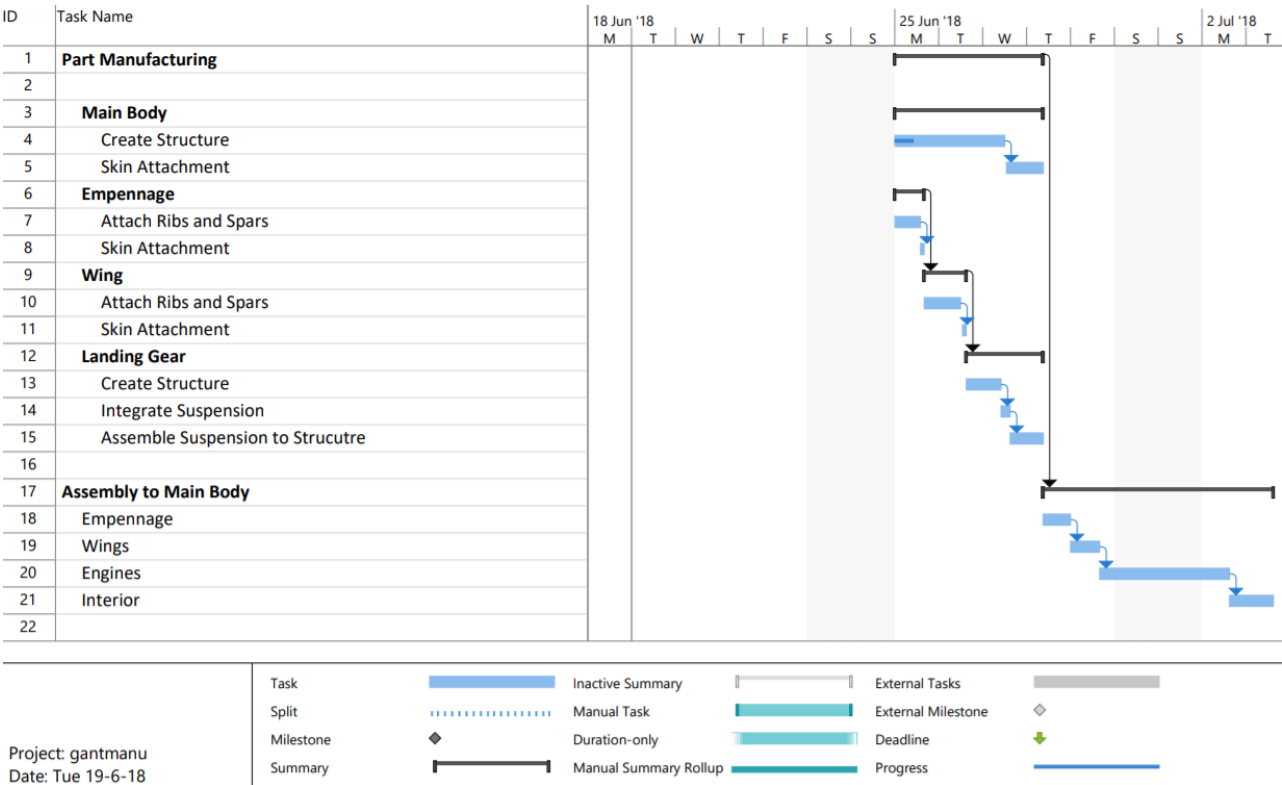 ID Task Name 18 Jun '18 25 Jun '18 2 Jul '18
M T W T F S S M T W T F S S M T
1 Part Manufacturing
2
3 Main Body
4 Create Structure
5 Skin Attachment
6 Empennage
7 Attach Ribs and Spars
8 Skin Attachment
9 Wing
10 Attach Ribs and Spars
11 Skin Attachment
12 Landing Gear
13 Create Structure
14 Integrate Suspension
15 Assemble Suspension to Strucutre
16
17 Assembly to Main Body
18 Empennage
19 Wings
20 Engines
21 Interior
22
Task Inactive Summary External Tasks
Split Manual Task External Milestone
Milestone Duration-only Deadline
Summary Manual Summary Rollup Progress
Project: gantmanu
Date: Tue 19-6-18